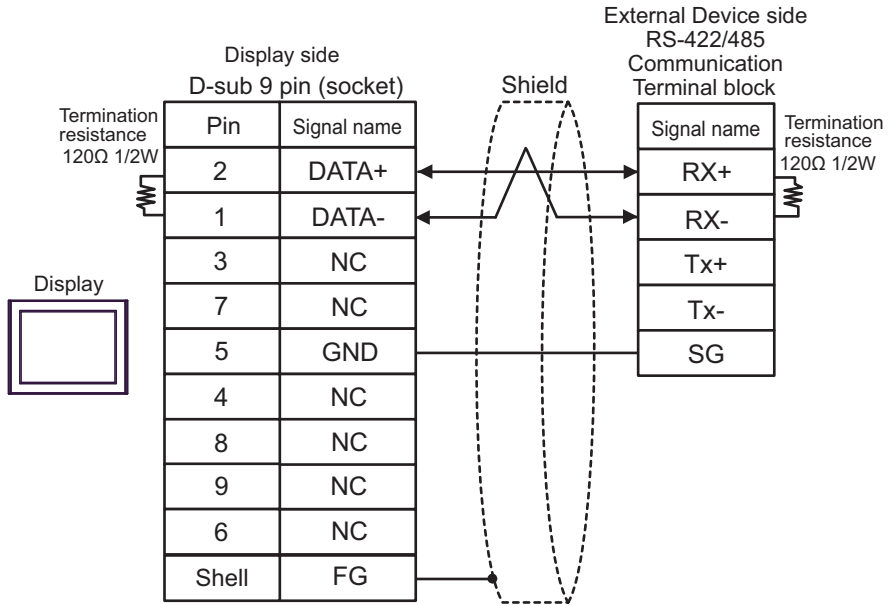 External Device side
RS-422/485
Communication
Terminal block
Display side
D-sub 9 pin (socket)
Shield
Termination
resistance
120Ω 1/2W
Pin Signal name
2 DATA+
1 DATA-
3 NC
7 NC
5 GND
4 NC
8 NC
9 NC
6 NC
Shell FG
Signal name
RX+
RX-
Tx+
Tx-
SG
Termination
resistance
120Ω 1/2W
Display